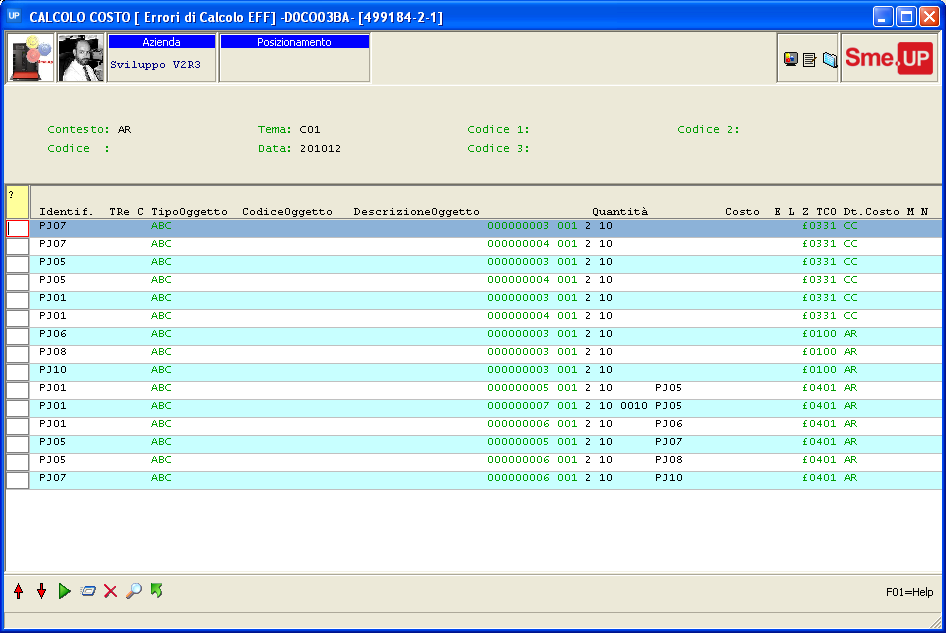 UP CALCOLO COSTO [ Errori di Calcolo EFF] -D0C003BA- [499184-2-1]
Azienda Posizionamento
Sviluppo V2R3
Sme.UP
Contesto: AR Tema: C01 Codice 1: Codice 2:
Codice : Data: 201012 Codice 3:
?
Identif. TRe C TipoOggetto CodiceOggetto DescrizioneOggetto Quantità Costo E L Z TCO Dt.Costo M N
PJ07 ABC 000000003 001 2 10 £0331 CC
PJ07 ABC 000000004 001 2 10 £0331 CC
PJ05 ABC 000000003 001 2 10 £0331 CC
PJ05 ABC 000000004 001 2 10 £0331 CC
PJ01 ABC 000000003 001 2 10 £0331 CC
PJ01 ABC 000000004 001 2 10 £0331 CC
PJ06 ABC 000000003 001 2 10 £0100 AR
PJ08 ABC 000000003 001 2 10 £0100 AR
PJ10 ABC 000000003 001 2 10 £0100 AR
PJ01 ABC 000000005 001 2 10 PJ05 £0401 AR
PJ01 ABC 000000007 001 2 10 0010 PJ05 £0401 AR
PJ01 ABC 000000006 001 2 10 PJ06 £0401 AR
PJ05 ABC 000000005 001 2 10 PJ07 £0401 AR
PJ05 ABC 000000006 001 2 10 PJ08 £0401 AR
PJ07 ABC 000000006 001 2 10 PJ10 £0401 AR
F01=Help